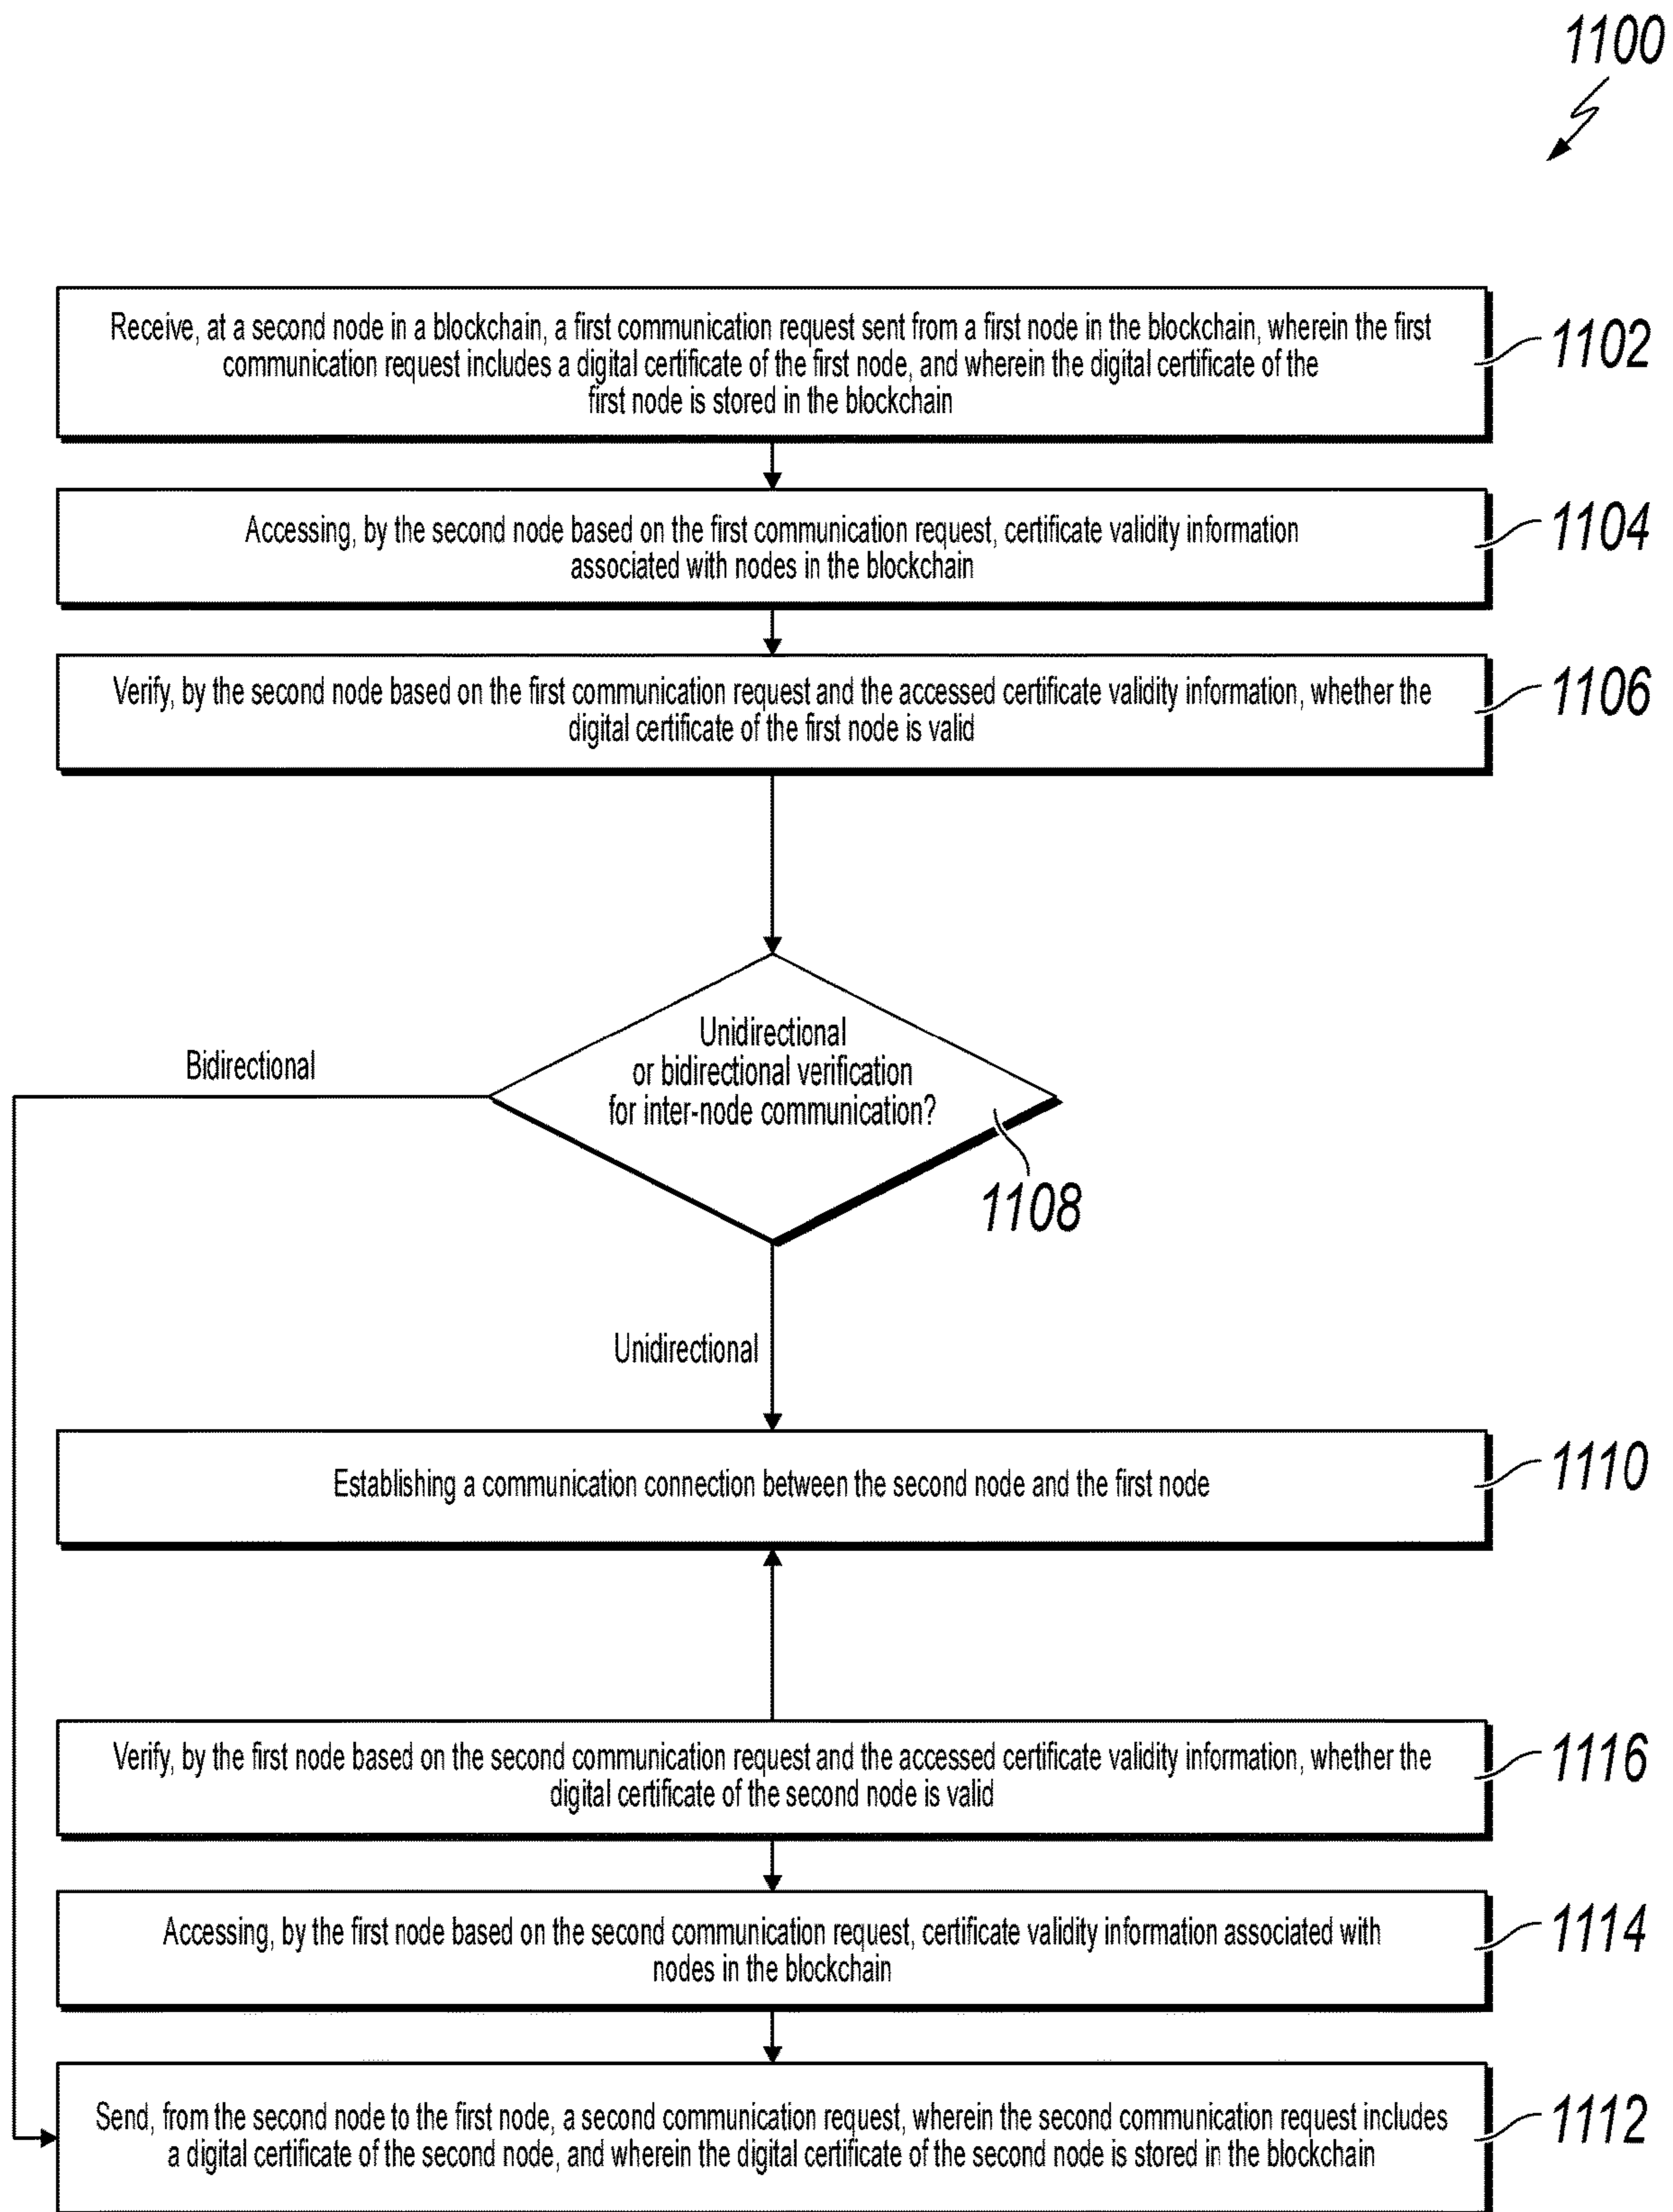 1100
Receive, at a second node in a blockchain, a first communication request sent from a first node in the blockchain, wherein the first
communication request includes a digital certificate of the first node, and wherein the digital certificate of the
first node is stored in the blockchain
1102
Accessing, by the second node based on the first communication request, certificate validity information
associated with nodes in the blockchain
1104
Verify, by the second node based on the first communication request and the accessed certificate validity information, whether the
digital certificate of the first node is valid
1106
Unidirectional
or bidirectional verification
for inter-node communication?
Bidirectional
1108
Unidirectional
Establishing a communication connection between the second node and the first node
1110
Verify, by the first node based on the second communication request and the accessed certificate validity information, whether the
digital certificate of the second node is valid
1116
Accessing, by the first node based on the second communication request, certificate validity information associated with
nodes in the blockchain
1114
Send, from the second node to the first node, a second communication request, wherein the second communication request includes
a digital certificate of the second node, and wherein the digital certificate of the second node is stored in the blockchain
1112